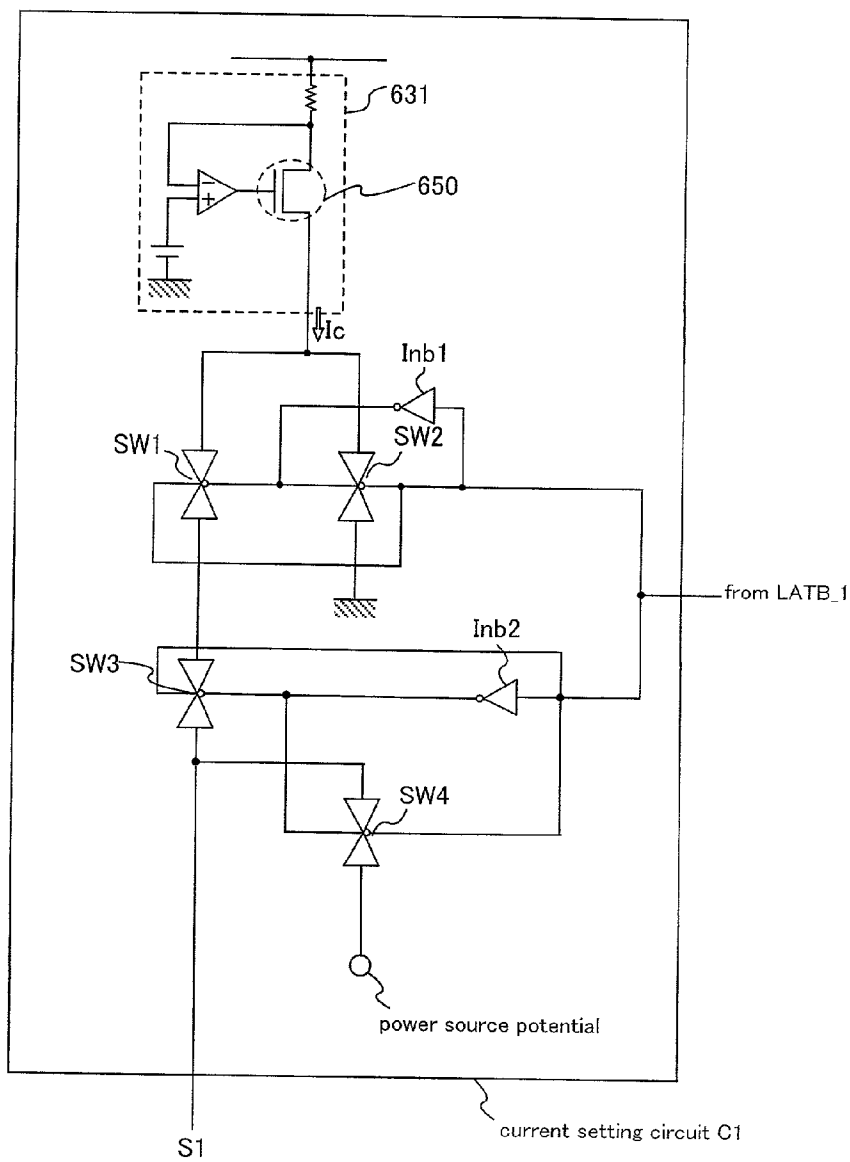 631
650
−
+
Ic
Inb1
SW1
SW2
from LATB_1
Inb2
SW3
SW4
power source potential
current setting circuit C1
S1